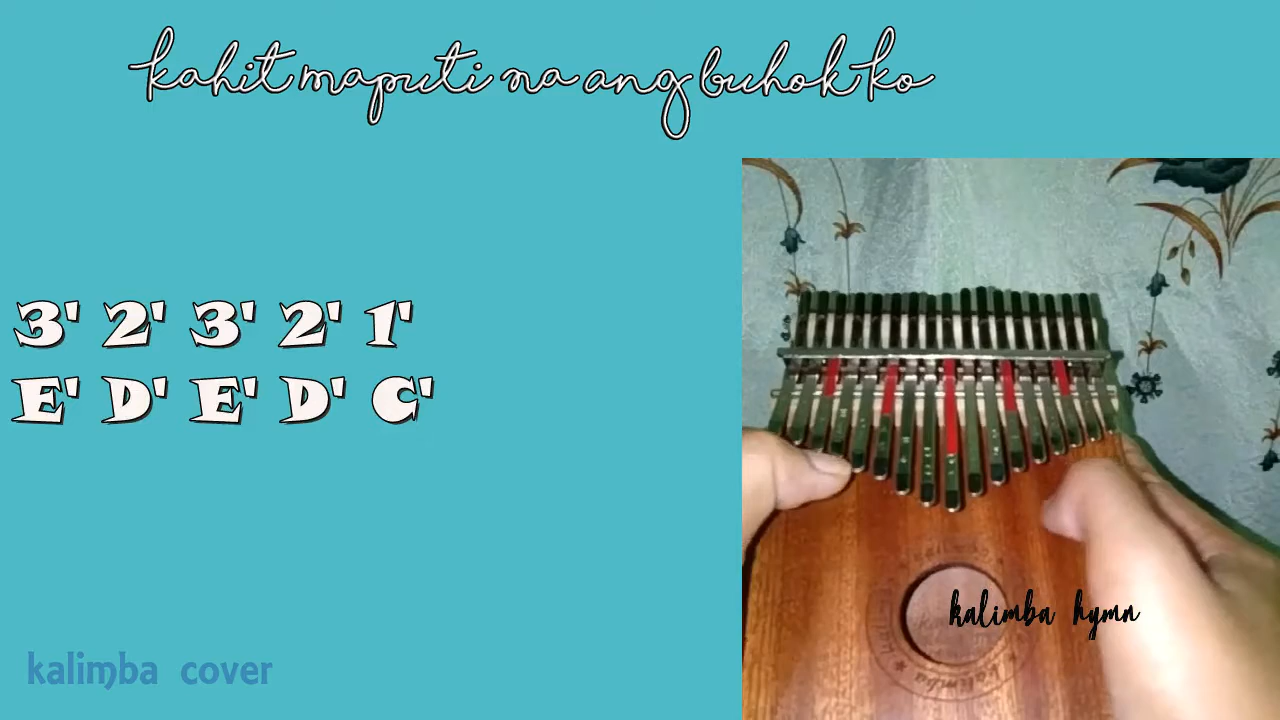 kahit maputi na ang buhok ko
3' 2' 3' 2' 1'
E' D' E' D' C'
kalimba hymn
kalimba cover